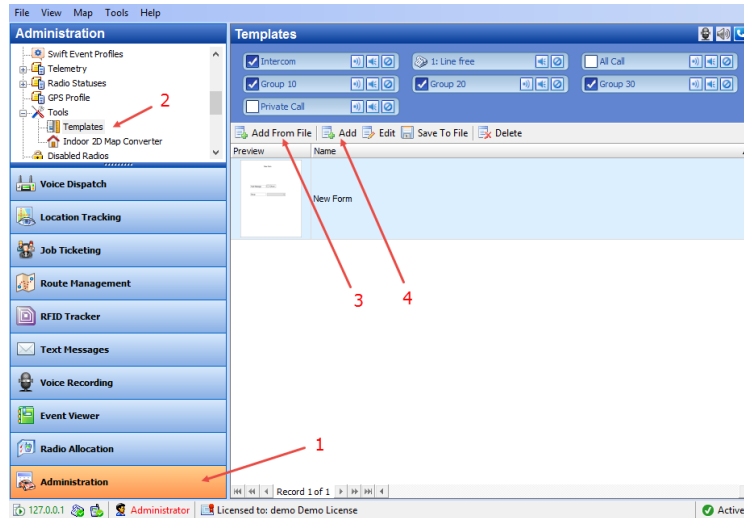 File View Map Tools Help
Administration
Templates
Swift Event Profiles
Telemetry
Radio Statuses
GPS Profile
Tools
Templates
Indoor 2D Map Converter
Disabled Radios
2
Intercom
1: Line free
All Call
Group 10
Group 20
Group 30
Private Call
Add From File Add Edit Save To File Delete
Preview Name
New Form
3
4
Voice Dispatch
Location Tracking
Job Ticketing
Route Management
RFID Tracker
Text Messages
Voice Recording
Event Viewer
Radio Allocation
Administration
1
Record 1 of 1
127.0.0.1 Administrator Licensed to: demo Demo License Active